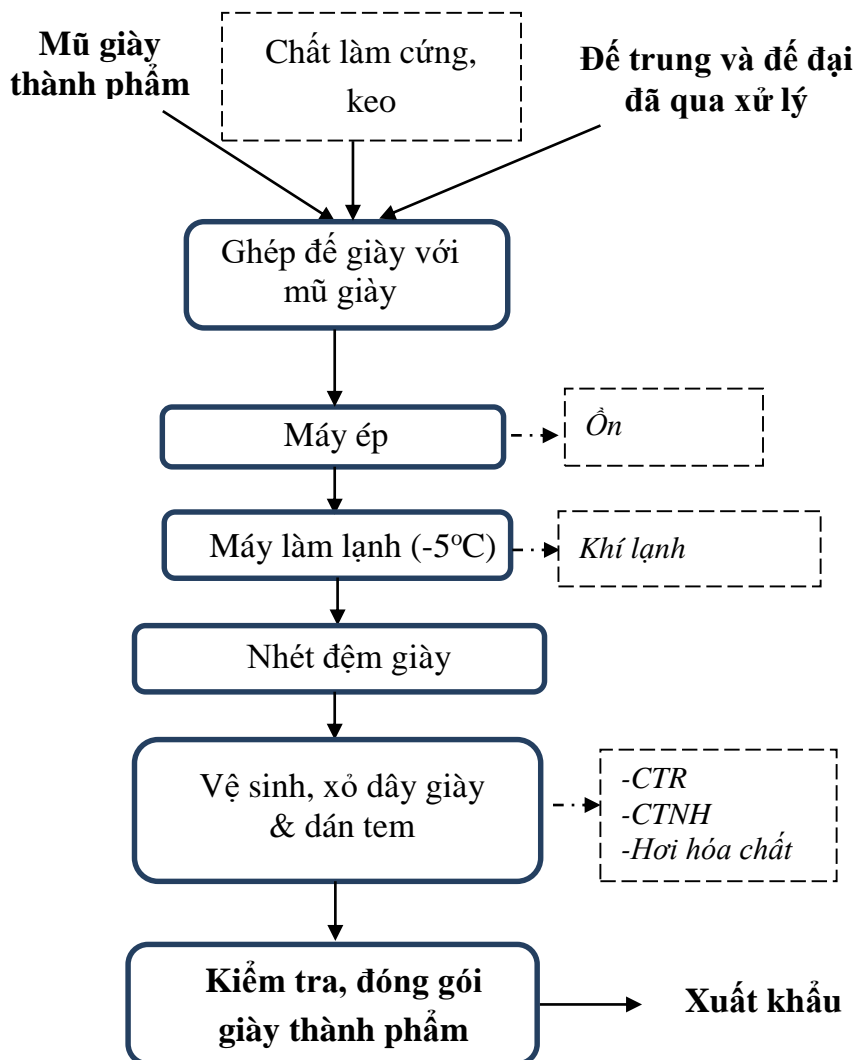 Mũ giày
thành phẩm
Chất làm cứng,
keo
Đế trung và đế đại
đã qua xử lý
Ghép đế giày với
mũ giày
Máy ép
Ồn
Máy làm lạnh (-5°C)
Khí lạnh
Nhét đệm giày
Vệ sinh, xỏ dây giày
& dán tem
-CTR
-CTNH
-Hơi hóa chất
Kiểm tra, đóng gói
giày thành phẩm
Xuất khẩu